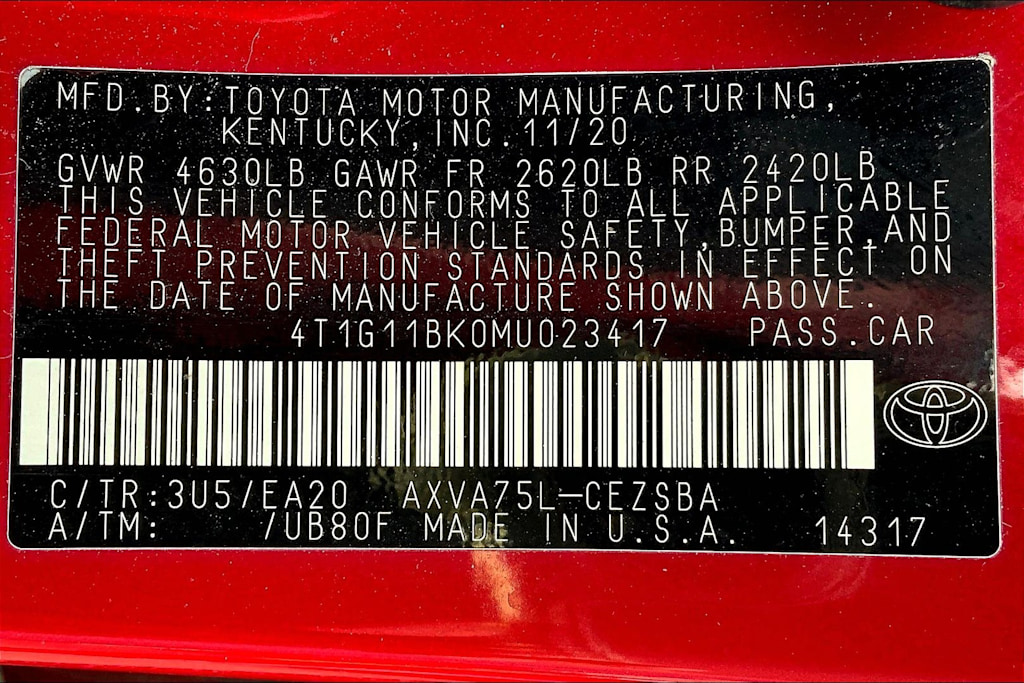 MFD.BY:TOYOTA MOTOR MANUFACTURING,
KENTUCKY,INC.11/20
GVWR 4630LB GAWR FR 2620LB RR 2420LB
THIS VEHICLE CONFORMS TO ALL APPLICABLE
FEDERAL MOTOR VEHICLE SAFETY,BUMPER,AND
THEFT PREVENTION STANDARDS IN EFFECT ON
THE DATE OF MANUFACTURE SHOWN ABOVE.
4T1G11BK0MU023417 PASS.CAR
C/TR:3U5/EA20 AXVA75L-CEZSBA
A/TM: /UB80F MADE IN U.S.A. 14317